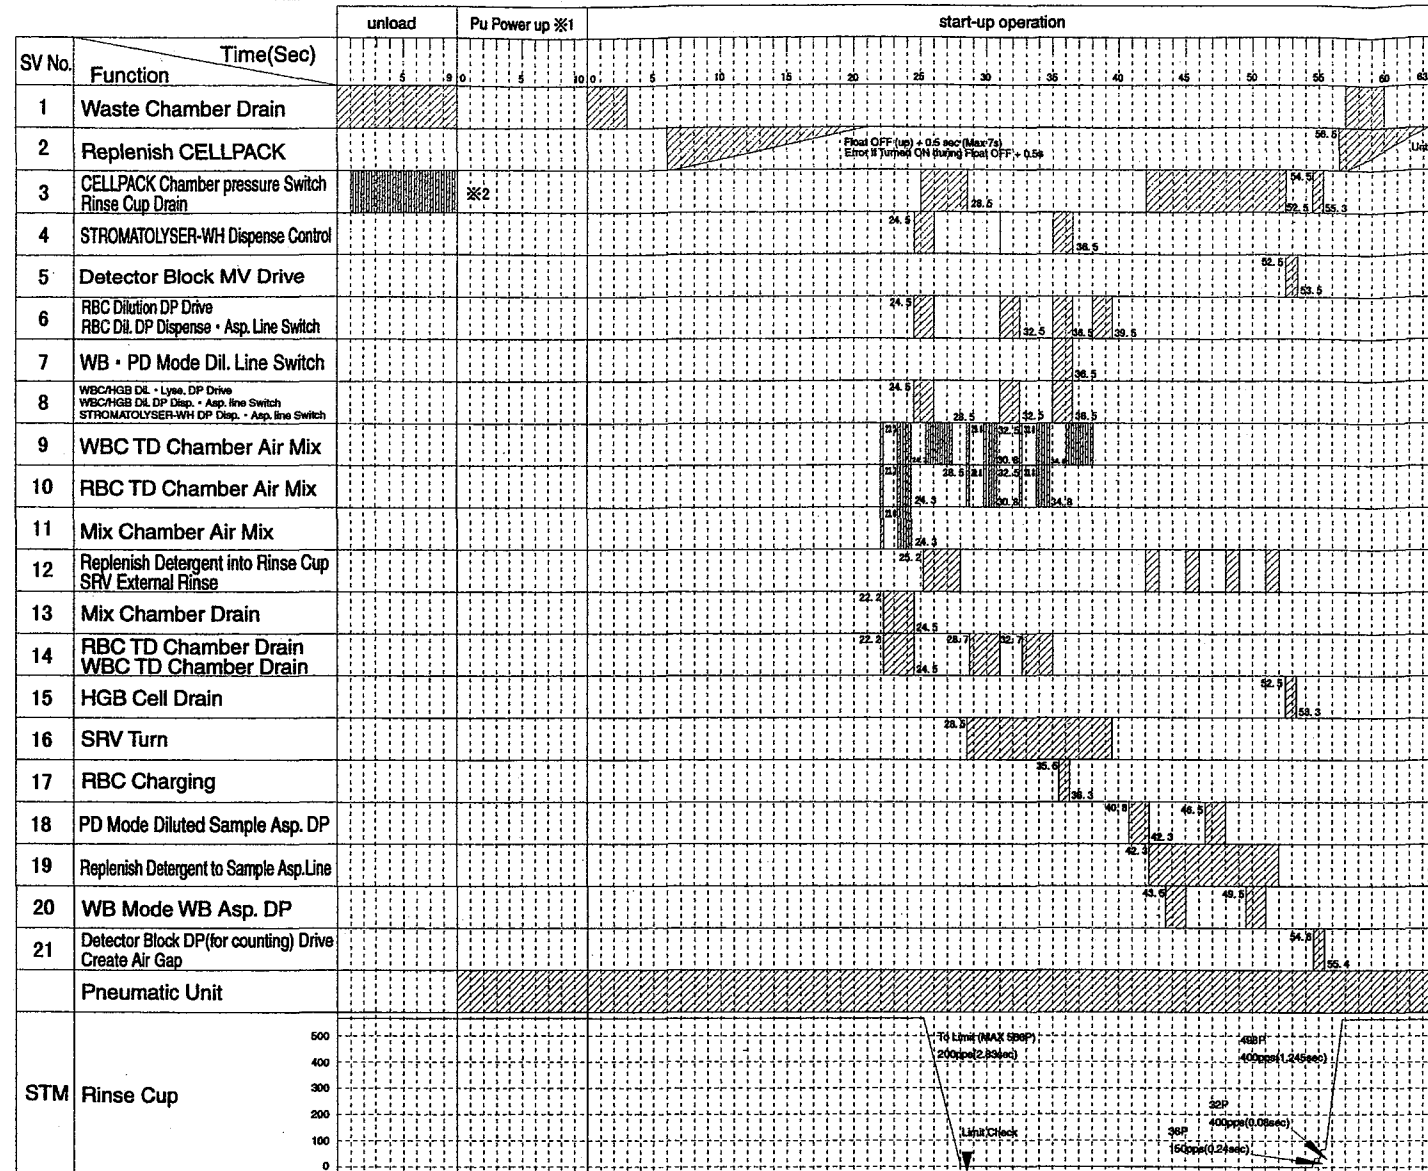 unload
Pu Power up ※1
start-up operation
SV No.
Time(Sec)
Function
5 9 0 5 10 0 5 10 15 20 25 30 35 40 45 50 55 60 63
1 Waste Chamber Drain
2 Replenish CELLPACK
Float OFF (up) + 0.5 sec (Max 7s)
Error if Turned ON during Float OFF + 0.5s
56.5
Unt
3 CELLPACK Chamber pressure Switch
Rinse Cup Drain
※2
28.5
52.5
54.5
55.3
4 STROMATOLYSER-WH Dispense Control
24.5
36.5
5 Detector Block MV Drive
52.5
53.5
6 RBC Dilution DP Drive
RBC Dil. DP Dispense・Asp. Line Switch
24.5
32.5
36.5
39.5
7 WB・PD Mode Dil. Line Switch
36.5
8 WBC/HGB Dil.・Lyse. DP Drive
WBC/HGB Dil. DP Disp.・Asp. line Switch
STROMATOLYSER-WH DP Disp.・Asp. line Switch
24.5
28.5
32.5
36.5
9 WBC TD Chamber Air Mix
30.8
32.5
10 RBC TD Chamber Air Mix
24.3
28.5
30.8
32.5
34.8
11 Mix Chamber Air Mix
24.3
12 Replenish Detergent into Rinse Cup
SRV External Rinse
25.2
13 Mix Chamber Drain
22.2
24.5
14 RBC TD Chamber Drain
WBC TD Chamber Drain
22.2
24.5
28.7
32.7
15 HGB Cell Drain
52.5
53.3
16 SRV Turn
28.5
17 RBC Charging
35.5
36.3
18 PD Mode Diluted Sample Asp. DP
40.8
42.3
46.5
19 Replenish Detergent to Sample Asp.Line
42.3
20 WB Mode WB Asp. DP
43.5
49.5
21 Detector Block DP(for counting) Drive
Create Air Gap
54.6
55.4
Pneumatic Unit
STM Rinse Cup
500
400
300
200
100
0
To Limit (MAX 566P)
200pps(2.83sec)
Limit Check
498P
400pps(1.245sec)
32P
400pps(0.08sec)
36P
150pps(0.24sec)